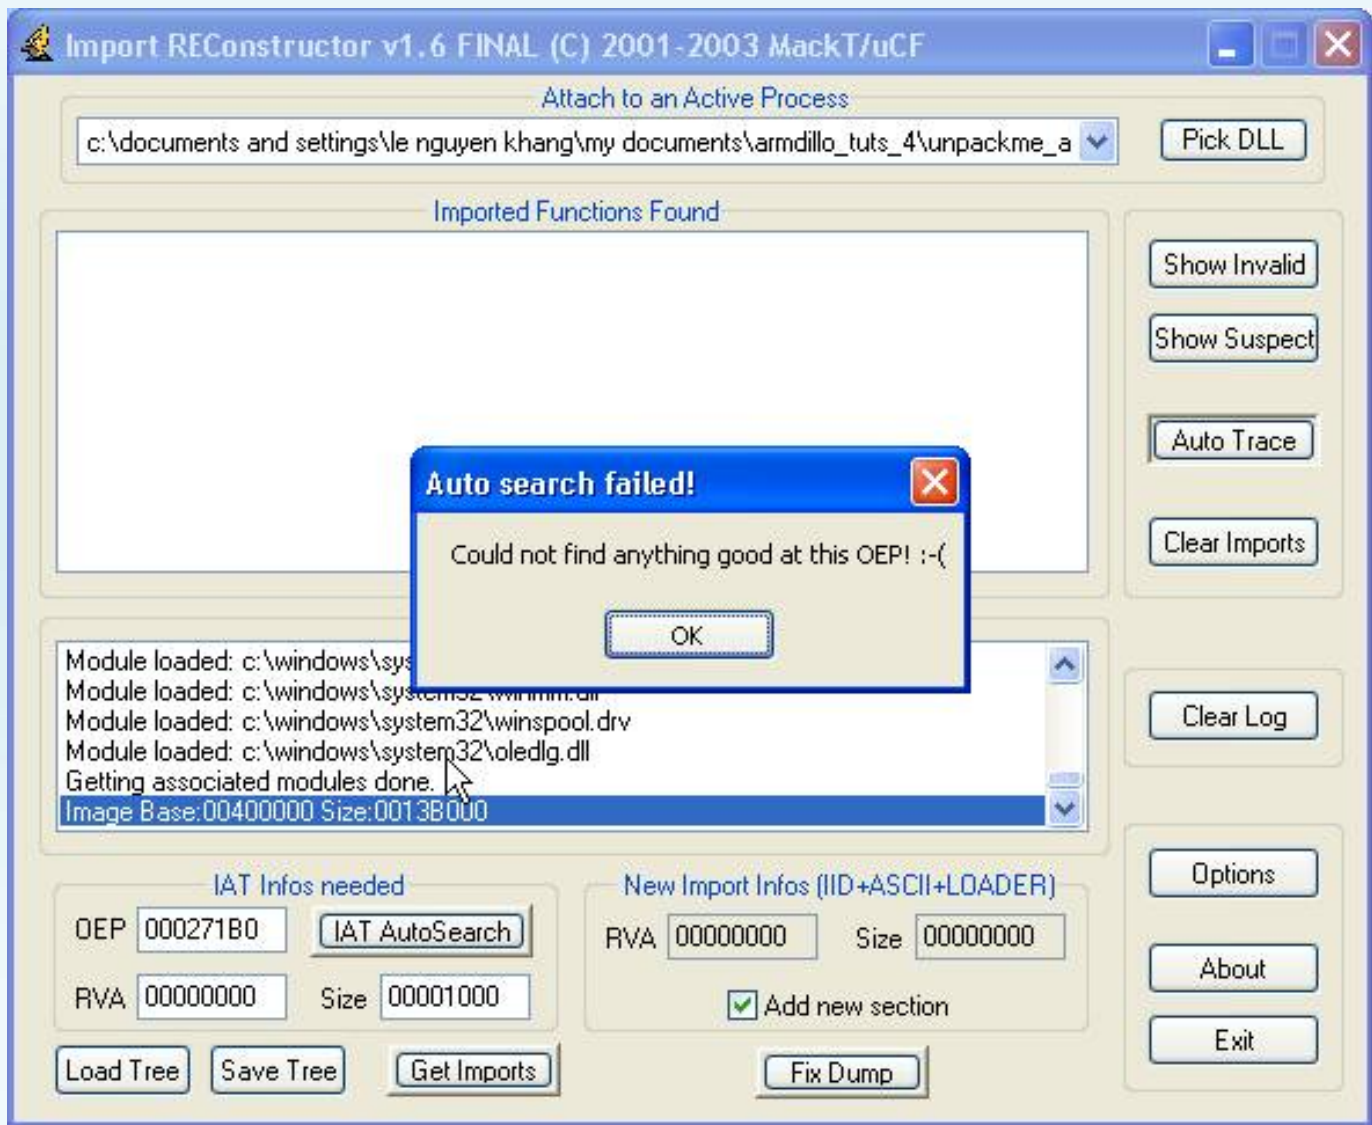 Import REConstructor v1.6 FINAL (C) 2001-2003 MackT/uCF
Attach to an Active Process
c:\documents and settings\le nguyen khang\my documents\armdillo_tuts_4\unpackme_a
Pick DLL
Imported Functions Found
Show Invalid
Show Suspect
Auto Trace
Clear Imports
Auto search failed!
Could not find anything good at this OEP! :-(
OK
Module loaded: c:\windows\sys
Module loaded: c:\windows\system32\winmm.dll
Module loaded: c:\windows\system32\winspool.drv
Module loaded: c:\windows\system32\oledlg.dll
Getting associated modules done.
Image Base:00400000 Size:0013B000
Clear Log
IAT Infos needed
OEP 000271B0 IAT AutoSearch
RVA 00000000 Size 00001000
New Import Infos (IID+ASCII+LOADER)
RVA 00000000 Size 00000000
Add new section
Options
About
Exit
Load Tree Save Tree Get Imports Fix Dump